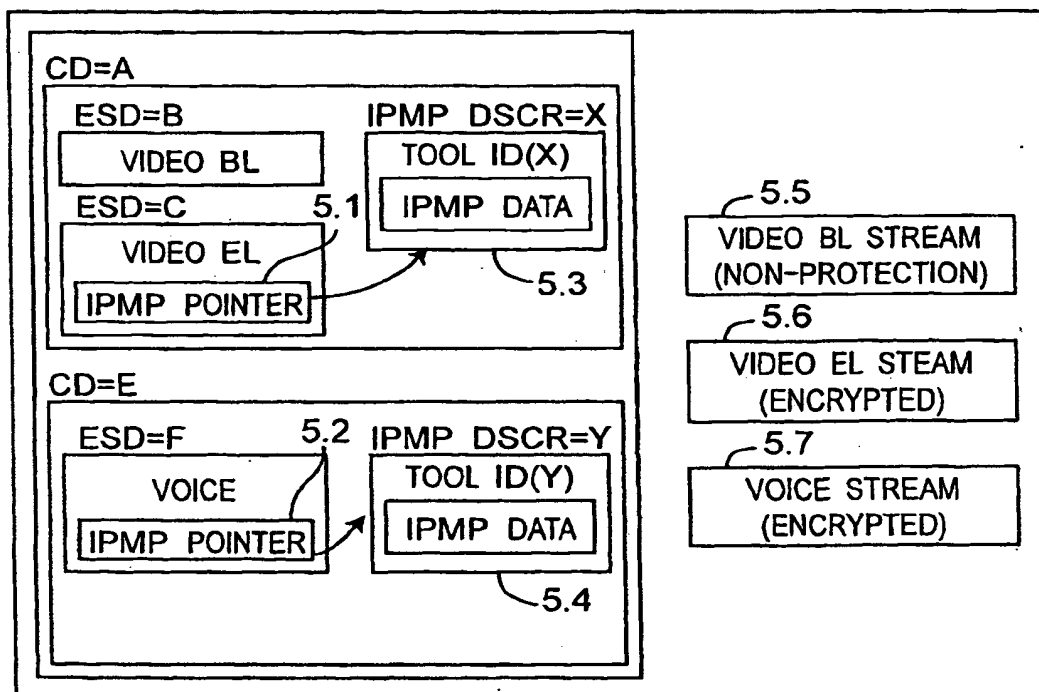 CD=A
ESD=B
VIDEO BL
ESD=C
5.1
VIDEO EL
IPMP POINTER
IPMP DSCR=X
TOOL ID(X)
IPMP DATA
5.3
CD=E
ESD=F
5.2
VOICE
IPMP POINTER
IPMP DSCR=Y
TOOL ID(Y)
IPMP DATA
5.4
5.5
VIDEO BL STREAM
(NON-PROTECTION)
5.6
VIDEO EL STEAM
(ENCRYPTED)
5.7
VOICE STREAM
(ENCRYPTED)